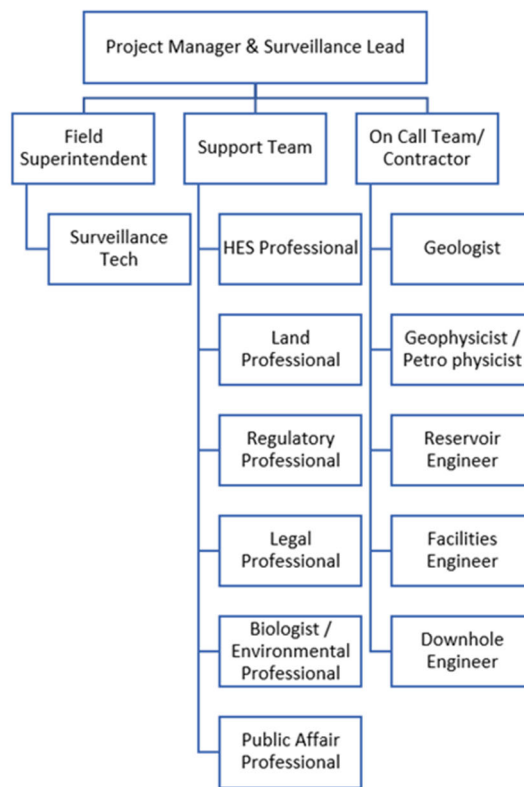 Project Manager & Surveillance Lead
Field
Superintendent
Support Team
On Call Team/
Contractor
Surveillance
Tech
HES Professional
Geologist
Land
Professional
Geophysicist /
Petro physicist
Regulatory
Professional
Reservoir
Engineer
Legal
Professional
Facilities
Engineer
Biologist /
Environmental
Professional
Downhole
Engineer
Public Affair
Professional